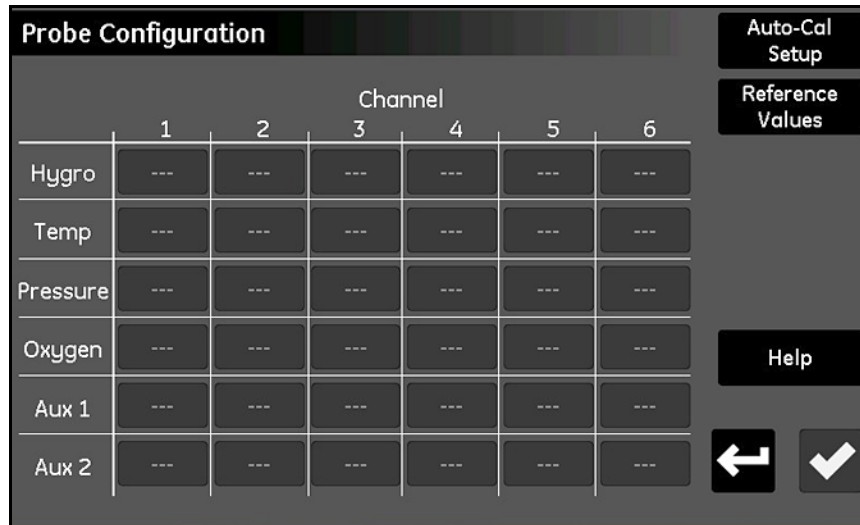 Probe Configuration
Auto-Cal
Setup
Reference
Values
Channel
1 2 3 4 5 6
Hygro --- --- --- --- --- ---
Temp --- --- --- --- --- ---
Pressure --- --- --- --- --- ---
Oxygen --- --- --- --- --- ---
Aux 1 --- --- --- --- --- ---
Aux 2 --- --- --- --- --- ---
Help